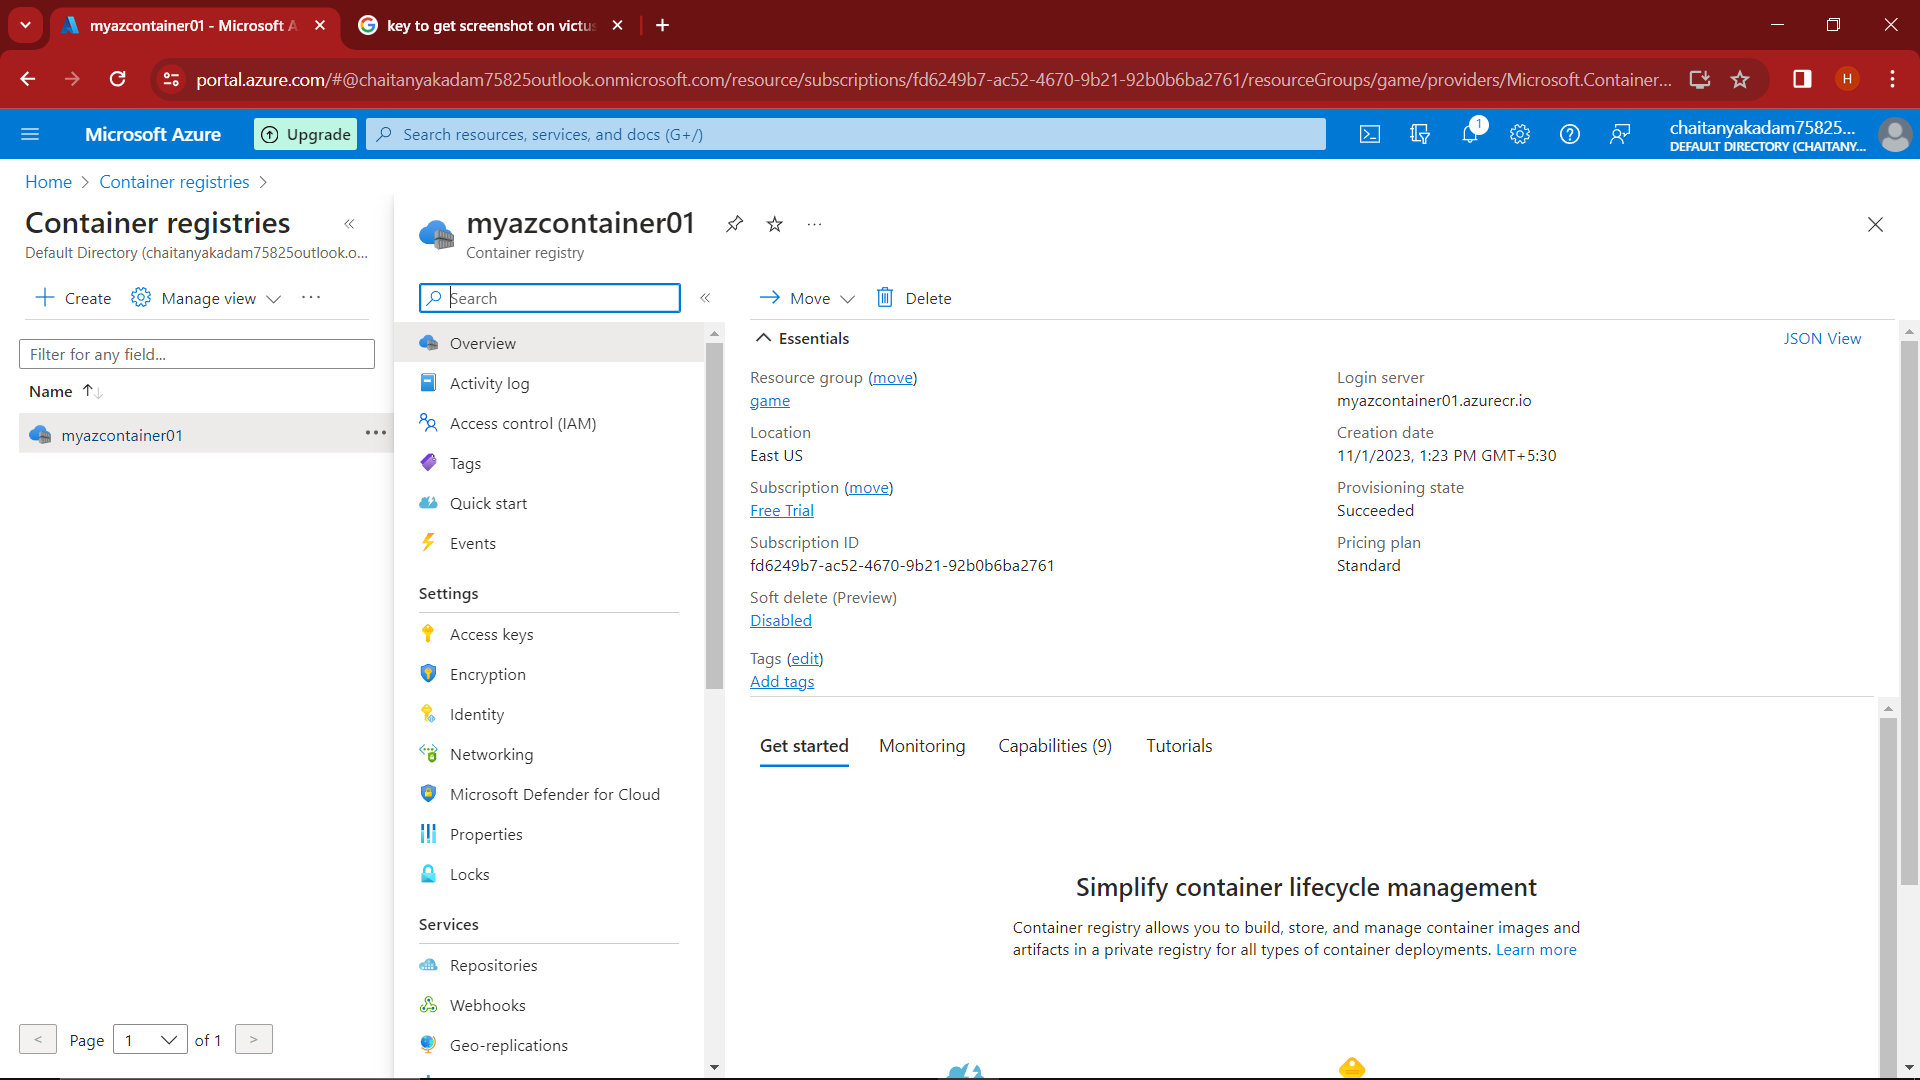 myazcontainer01 - Microsoft A
key to get screenshot on victus
portal.azure.com/#@chaitanyakadam75825outlook.onmicrosoft.com/resource/subscriptions/fd6249b7-ac52-4670-9b21-92b0b6ba2761/resourceGroups/game/providers/Microsoft.Container...
H
Microsoft Azure
Upgrade
Search resources, services, and docs (G+/)
1
chaitanyakadam75825...
DEFAULT DIRECTORY (CHAITANY...
Home > Container registries >
Container registries
Default Directory (chaitanyakadam75825outlook.o...
Create
Manage view
...
Filter for any field...
Name
myazcontainer01
...
< Page 1 of 1 >
myazcontainer01
...
Container registry
Search
Overview
Activity log
Access control (IAM)
Tags
Quick start
Events
Settings
Access keys
Encryption
Identity
Networking
Microsoft Defender for Cloud
Properties
Locks
Services
Repositories
Webhooks
Geo-replications
Move
Delete
Essentials
JSON View
Resource group (move)
game
Location
East US
Subscription (move)
Free Trial
Subscription ID
fd6249b7-ac52-4670-9b21-92b0b6ba2761
Soft delete (Preview)
Disabled
Tags (edit)
Add tags
Login server
myazcontainer01.azurecr.io
Creation date
11/1/2023, 1:23 PM GMT+5:30
Provisioning state
Succeeded
Pricing plan
Standard
Get started
Monitoring
Capabilities (9)
Tutorials
Simplify container lifecycle management
Container registry allows you to build, store, and manage container images and
artifacts in a private registry for all types of container deployments. Learn more